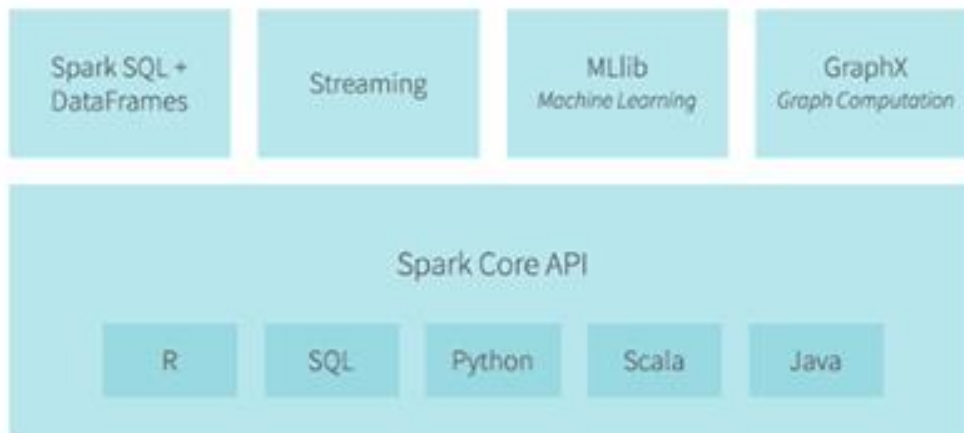 Spark SQL +
DataFrames
Streaming
MLlib
Machine Learning
GraphX
Graph Computation
Spark Core API
R
SQL
Python
Scala
Java